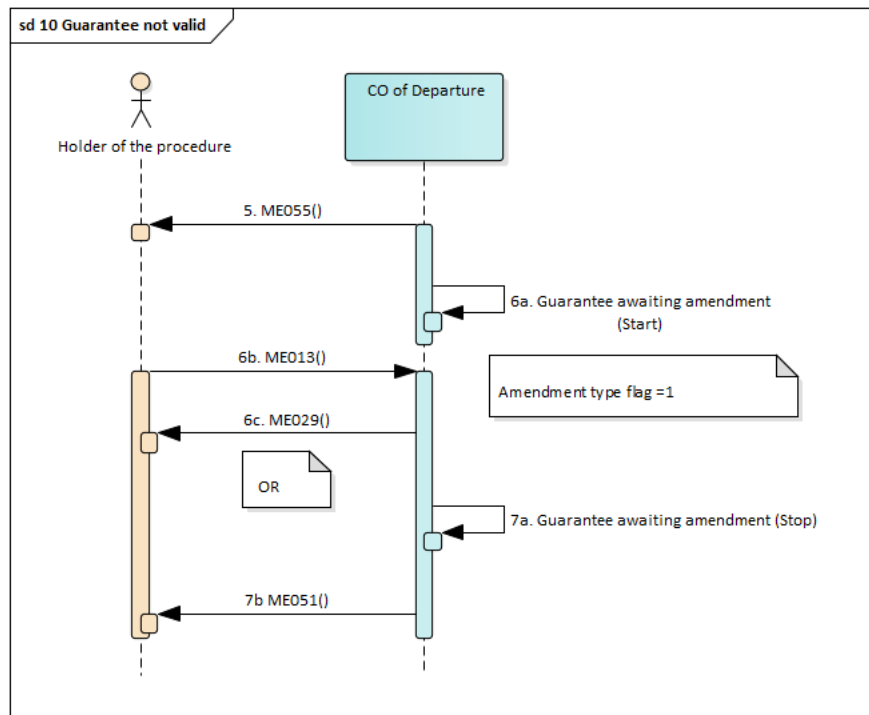 sd 10 Guarantee not valid
CO of Departure
Holder of the procedure
5. ME055()
6a. Guarantee awaiting amendment
(Start)
6b. ME013()
Amendment type flag =1
6c. ME029()
OR
7a. Guarantee awaiting amendment (Stop)
7b ME051()